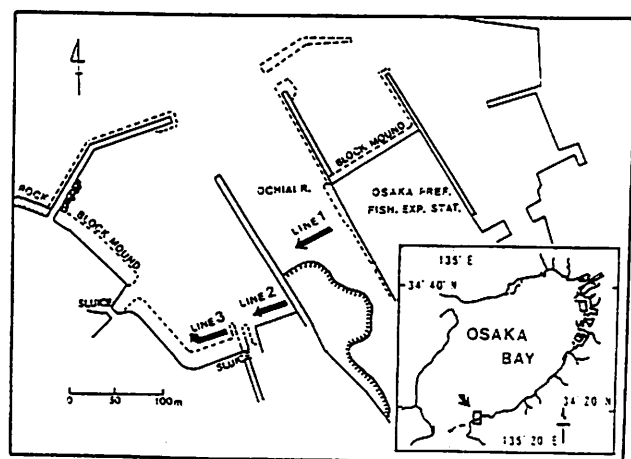 ROCK
BLOCK MOUND
SLUICE
0 50 100m
LINE 3
SLUICE
LINE 2
OCHIAI R.
LINE 1
BLOCK MOUND
OSAKA PREF.
FISH. EXP. STAT.
135° E
34° 40' N
OSAKA
BAY
34° 20' N
135° 20' E